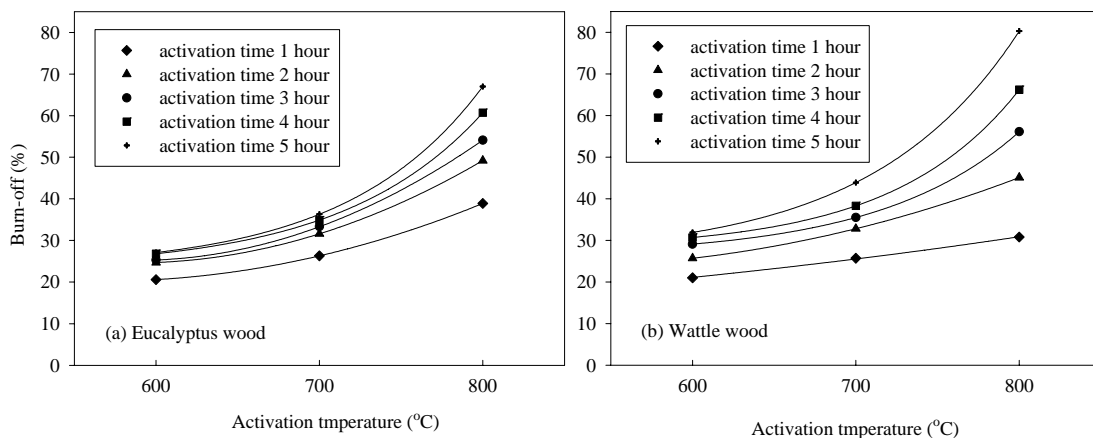 80
70
60
50
40
30
20
10
0
Burn-off (%)
activation time 1 hour
activation time 2 hour
activation time 3 hour
activation time 4 hour
activation time 5 hour
(a) Eucalyptus wood
600 700 800
Activation tmperature (°C)
80
70
60
50
40
30
20
10
0
activation time 1 hour
activation time 2 hour
activation time 3 hour
activation time 4 hour
activation time 5 hour
(b) Wattle wood
600 700 800
Activation tmperature (°C)